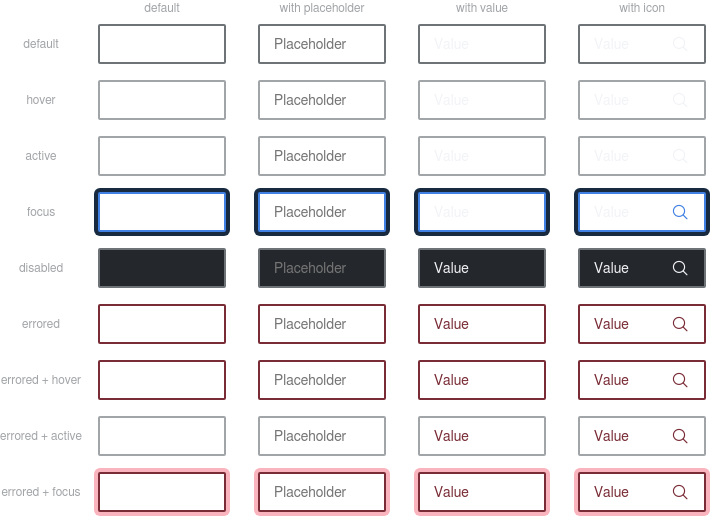 default with placeholder with value with icon
default Placeholder Value Value
hover Placeholder Value Value
active Placeholder Value Value
focus Placeholder Value Value
disabled Placeholder Value Value
errored Placeholder Value Value
errored + hover Placeholder Value Value
errored + active Placeholder Value Value
errored + focus Placeholder Value Value